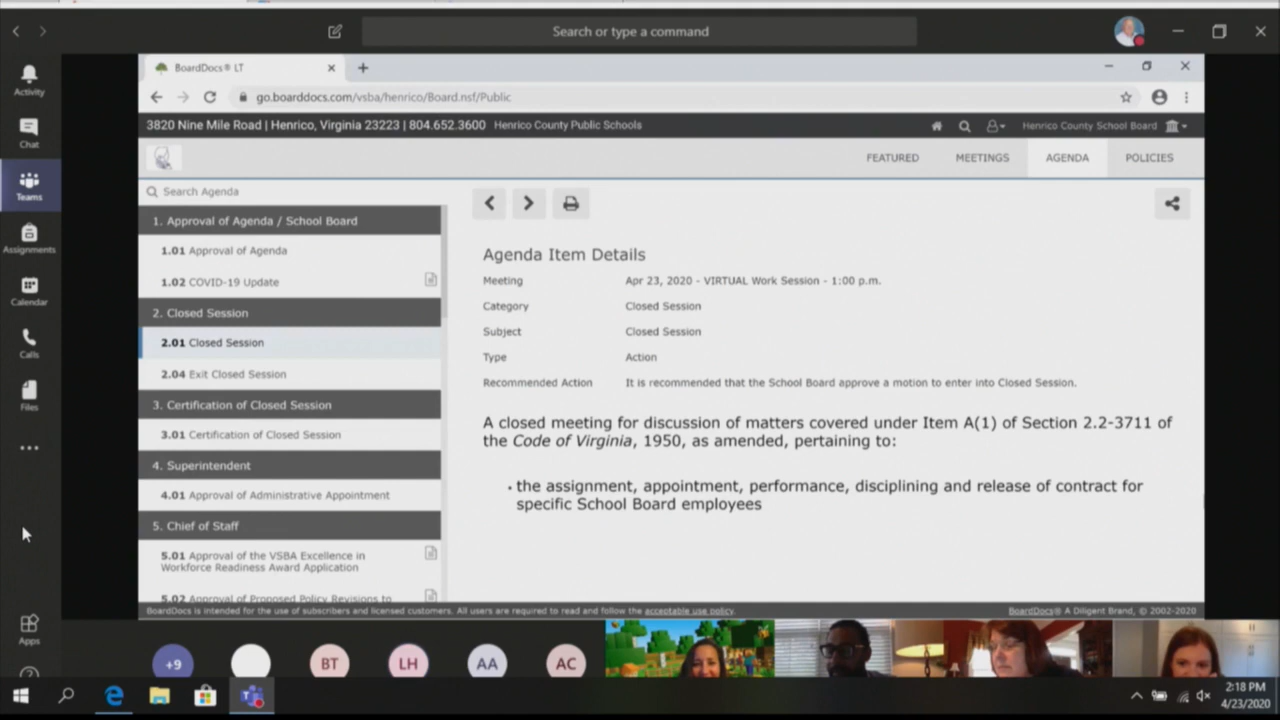 Search or type a command
Activity
Chat
Teams
Assignments
Calendar
Calls
Files
Apps
BoardDocs® LT
go.boarddocs.com/vsba/henrico/Board.nsf/Public
3820 Nine Mile Road | Henrico, Virginia 23223 | 804.652.3600 Henrico County Public Schools
Henrico County School Board
FEATURED
MEETINGS
AGENDA
POLICIES
Search Agenda
1. Approval of Agenda / School Board
1.01 Approval of Agenda
1.02 COVID-19 Update
2. Closed Session
2.01 Closed Session
2.04 Exit Closed Session
3. Certification of Closed Session
3.01 Certification of Closed Session
4. Superintendent
4.01 Approval of Administrative Appointment
5. Chief of Staff
5.01 Approval of the VSBA Excellence in
Workforce Readiness Award Application
5.02 Approval of Proposed Policy Revisions to
Agenda Item Details
Meeting Apr 23, 2020 - VIRTUAL Work Session - 1:00 p.m.
Category Closed Session
Subject Closed Session
Type Action
Recommended Action It is recommended that the School Board approve a motion to enter into Closed Session.
A closed meeting for discussion of matters covered under Item A(1) of Section 2.2-3711 of
the Code of Virginia, 1950, as amended, pertaining to:
• the assignment, appointment, performance, disciplining and release of contract for
specific School Board employees
BoardDocs is intended for the use of subscribers and licensed customers. All users are required to read and follow the acceptable use policy.
BoardDocs® A Diligent Brand, © 2002-2020
+9
BT
LH
AA
AC
2:18 PM
4/23/2020